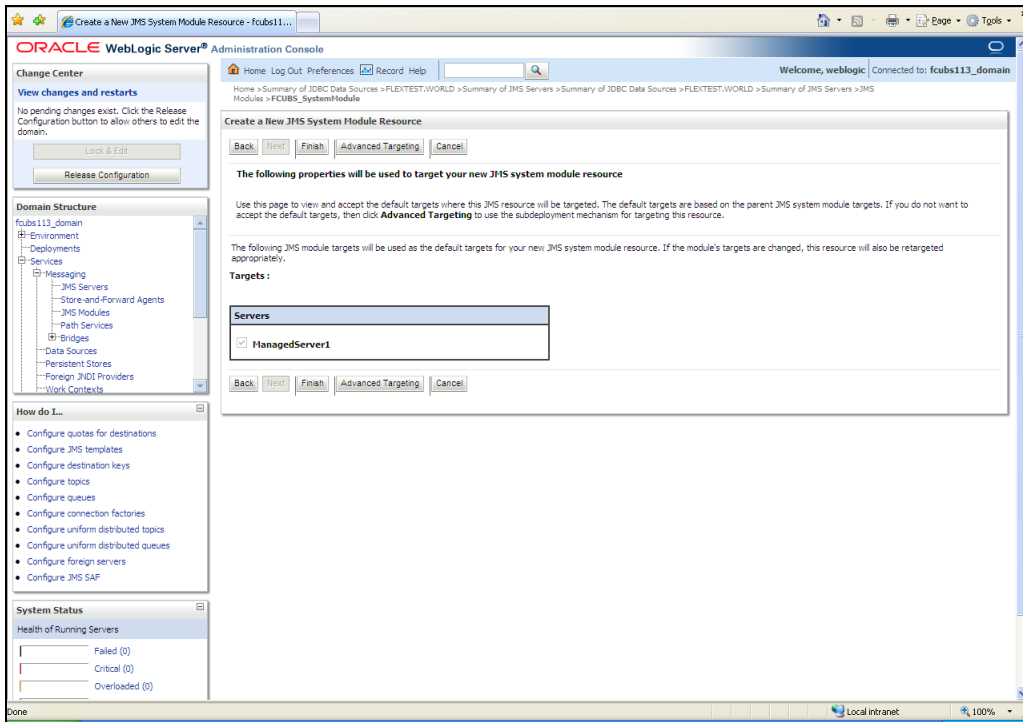 Create a New JMS System Module Resource - fcubs11...
Page
Tools
ORACLE WebLogic Server® Administration Console
Change Center
View changes and restarts
No pending changes exist. Click the Release
Configuration button to allow others to edit the
domain.
Lock & Edit
Release Configuration
Domain Structure
fcubs113_domain
Environment
Deployments
Services
Messaging
JMS Servers
Store-and-Forward Agents
JMS Modules
Path Services
Bridges
Data Sources
Persistent Stores
Foreign JNDI Providers
Work Contexts
How do I...
Configure quotas for destinations
Configure JMS templates
Configure destination keys
Configure topics
Configure queues
Configure connection factories
Configure uniform distributed topics
Configure uniform distributed queues
Configure foreign servers
Configure JMS SAF
System Status
Health of Running Servers
Failed (0)
Critical (0)
Overloaded (0)
Home Log Out Preferences Record Help
Welcome, weblogic Connected to: fcubs113_domain
Home >Summary of JDBC Data Sources >FLEXTEST.WORLD >Summary of JMS Servers >Summary of JDBC Data Sources >FLEXTEST.WORLD >Summary of JMS Servers >JMS
Modules >FCUBS_SystemModule
Create a New JMS System Module Resource
Back Next Finish Advanced Targeting Cancel
The following properties will be used to target your new JMS system module resource
Use this page to view and accept the default targets where this JMS resource will be targeted. The default targets are based on the parent JMS system module targets. If you do not want to
accept the default targets, then click Advanced Targeting to use the subdeployment mechanism for targeting this resource.
The following JMS module targets will be used as the default targets for your new JMS system module resource. If the module's targets are changed, this resource will also be retargeted
appropriately.
Targets :
Servers
ManagedServer1
Back Next Finish Advanced Targeting Cancel
Done
Local intranet
100%